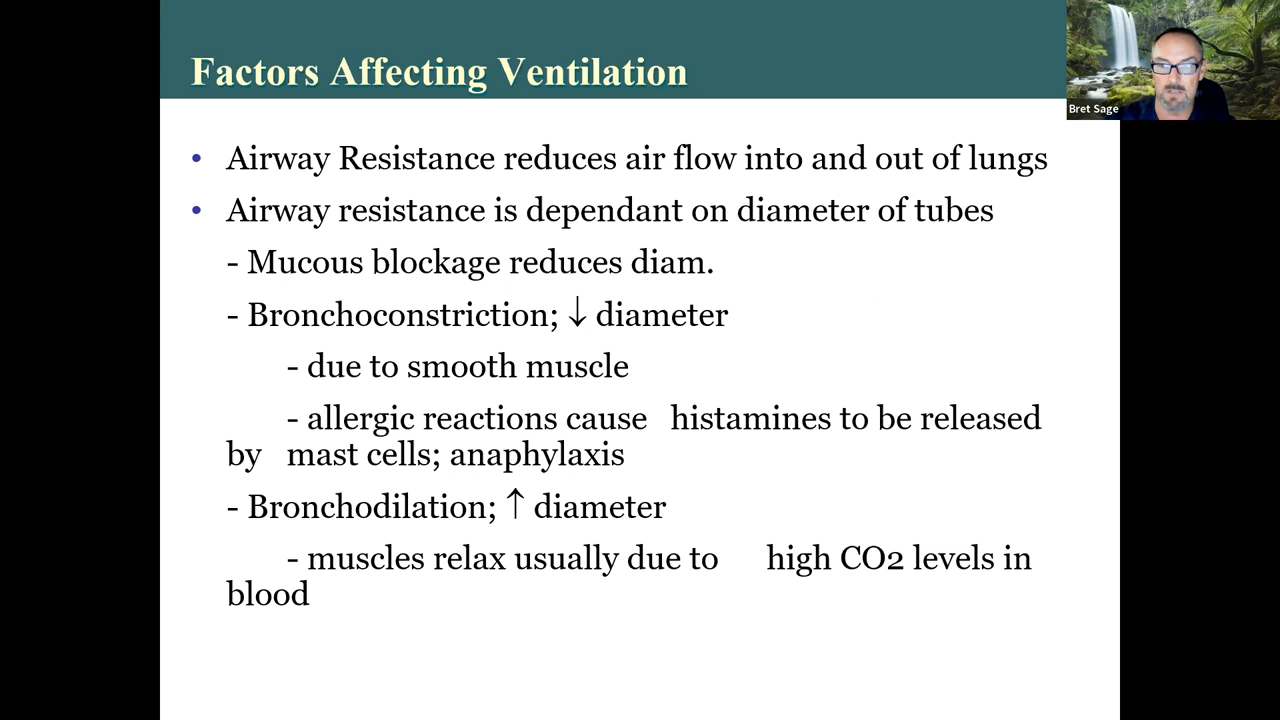 Factors Affecting Ventilation
Bret Sage
• Airway Resistance reduces air flow into and out of lungs
• Airway resistance is dependant on diameter of tubes
- Mucous blockage reduces diam.
- Bronchoconstriction; ↓ diameter
- due to smooth muscle
- allergic reactions cause histamines to be released
by mast cells; anaphylaxis
- Bronchodilation; ↑ diameter
- muscles relax usually due to high CO2 levels in
blood